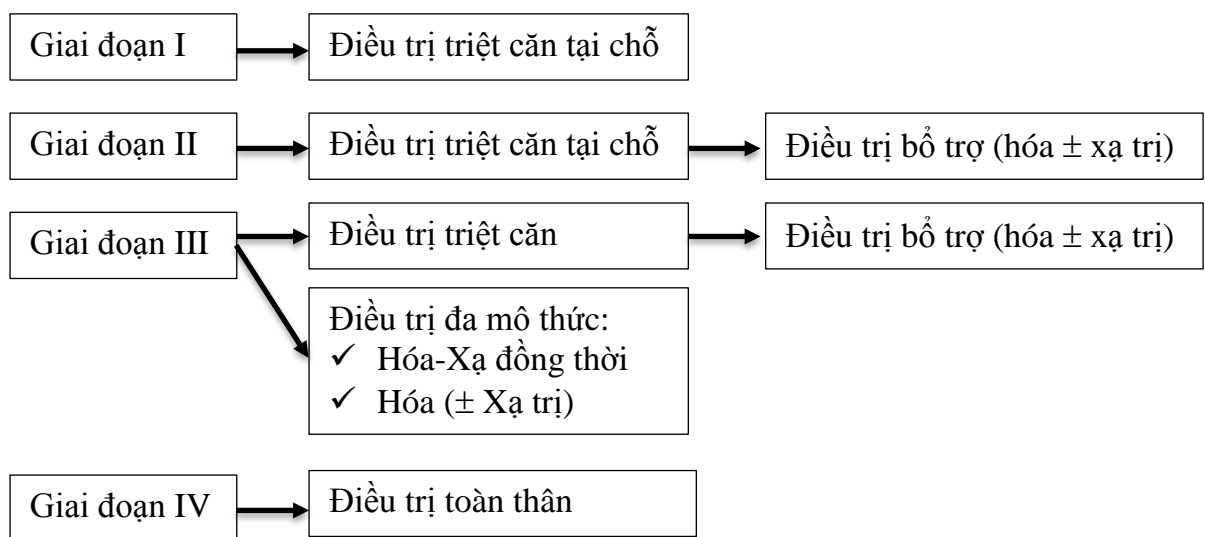 Giai đoạn I
Điều trị triệt căn tại chỗ
Giai đoạn II
Điều trị triệt căn tại chỗ
Điều trị bổ trợ (hóa ± xạ trị)
Giai đoạn III
Điều trị triệt căn
Điều trị bổ trợ (hóa ± xạ trị)
Điều trị đa mô thức:
✓ Hóa-Xạ đồng thời
✓ Hóa (± Xạ trị)
Giai đoạn IV
Điều trị toàn thân